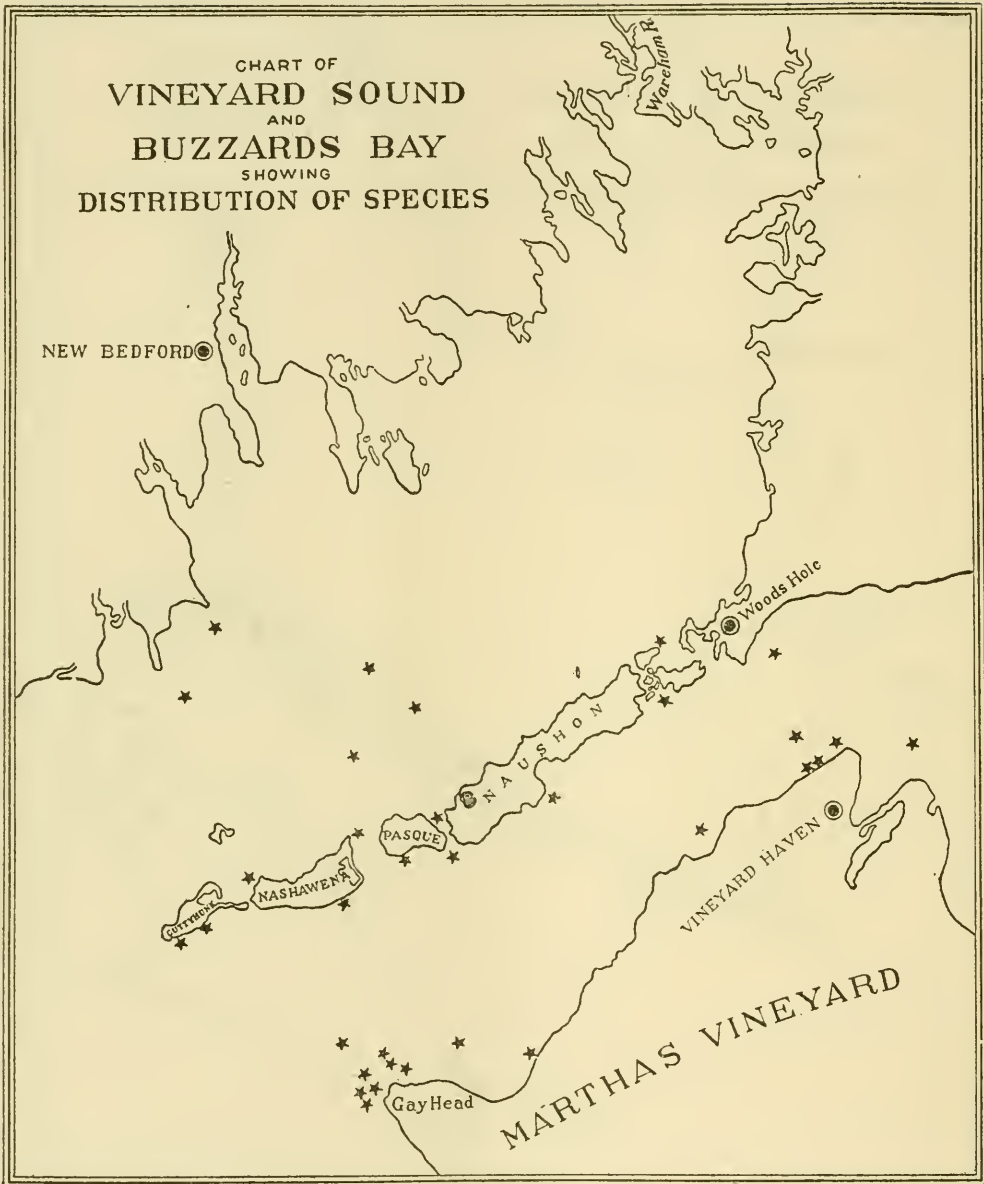 CHART OF
VINEYARD SOUND
AND
BUZZARDS BAY
SHOWING
DISTRIBUTION OF SPECIES
Wareham R.
NEW BEDFORD
Woods Hole
NAUSHON
PASQUE
NASHAWENA
CUTTYHUNK
VINEYARD HAVEN
MARTHAS VINEYARD
Gay Head